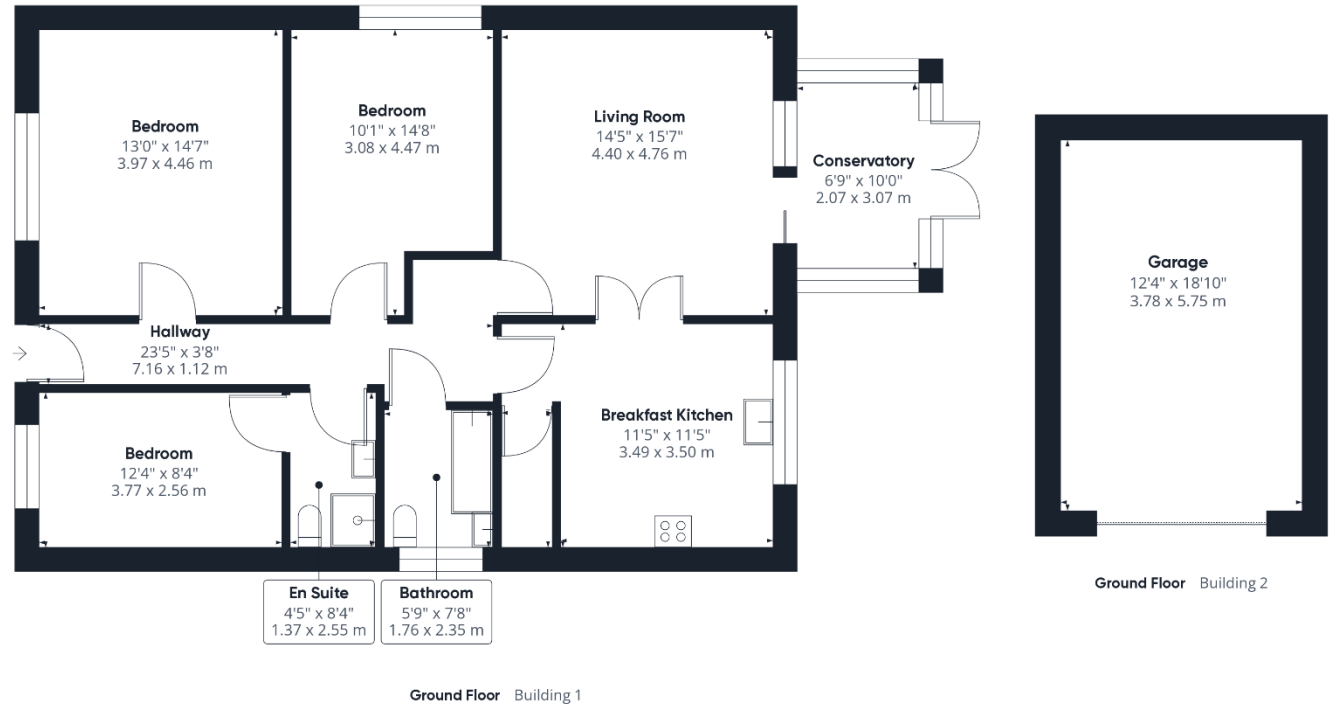 Bedroom
13'0" x 14'7"
3.97 x 4.46 m
Bedroom
10'1" x 14'8"
3.08 x 4.47 m
Living Room
14'5" x 15'7"
4.40 x 4.76 m
Conservatory
6'9" x 10'0"
2.07 x 3.07 m
Garage
12'4" x 18'10"
3.78 x 5.75 m
Hallway
23'5" x 3'8"
7.16 x 1.12 m
Bedroom
12'4" x 8'4"
3.77 x 2.56 m
Breakfast Kitchen
11'5" x 11'5"
3.49 x 3.50 m
En Suite
4'5" x 8'4"
1.37 x 2.55 m
Bathroom
5'9" x 7'8"
1.76 x 2.35 m
Ground Floor Building 2
Ground Floor Building 1